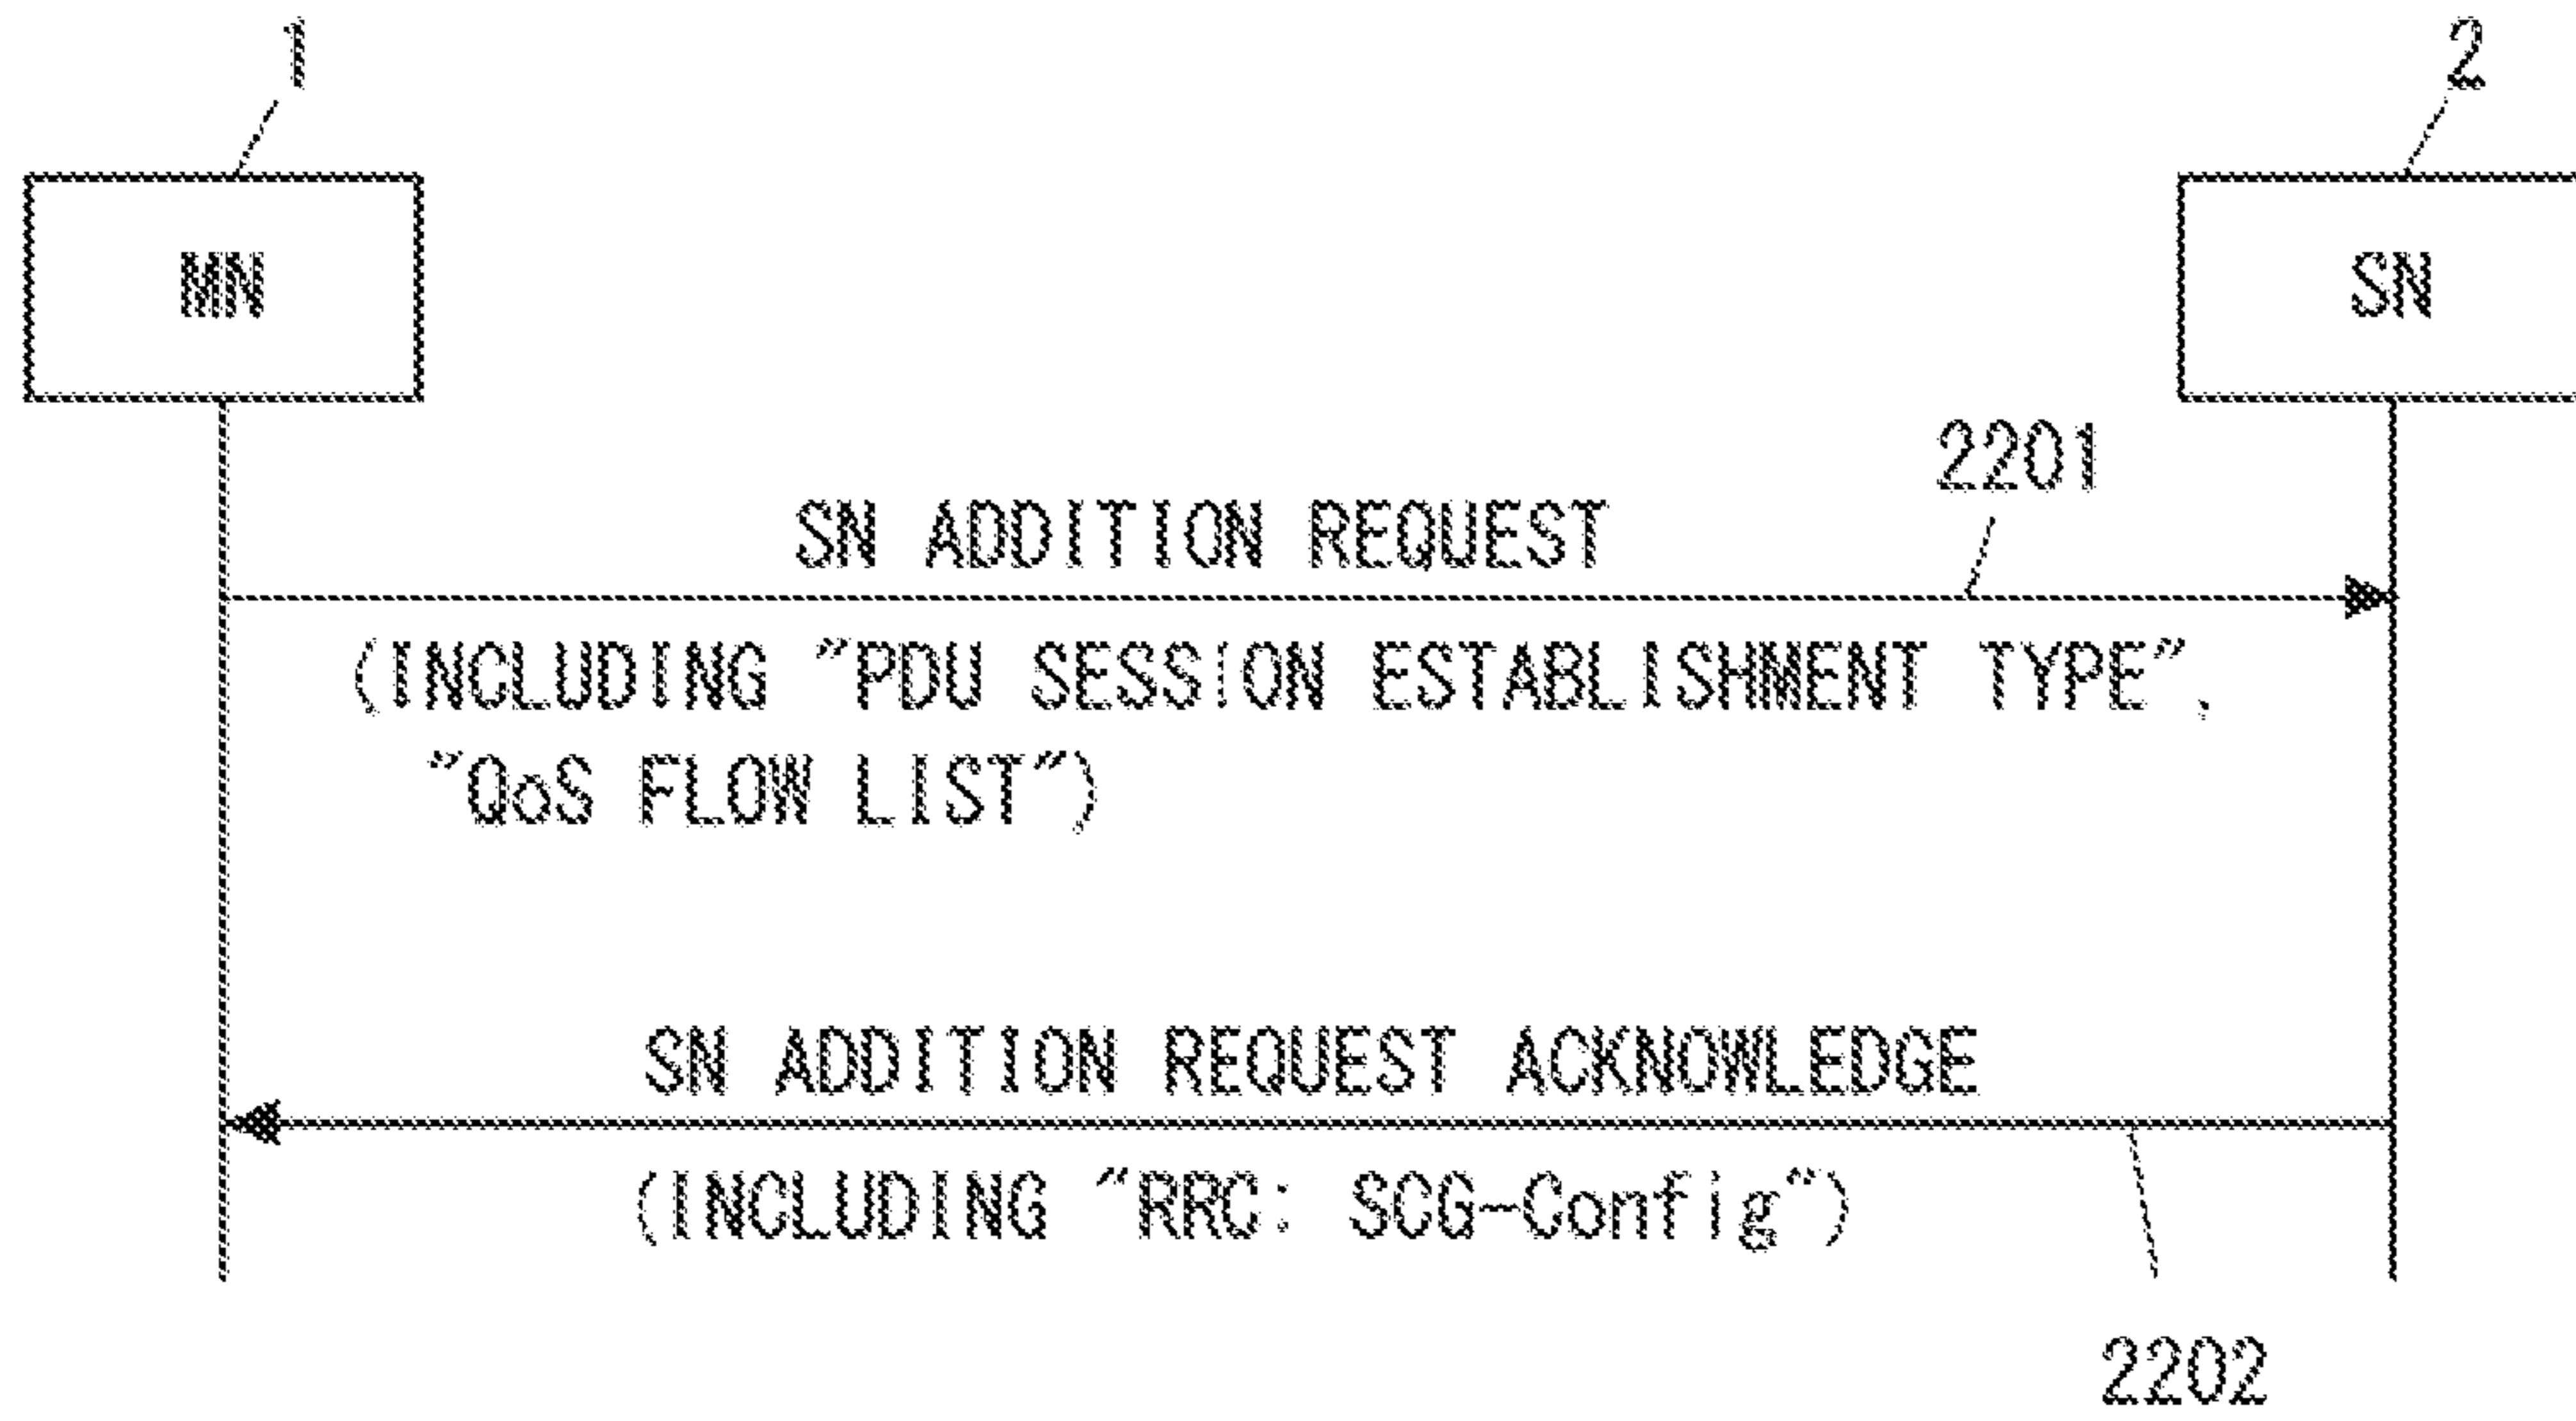 1
2
MN
SN
2201
SN ADDITION REQUEST
(INCLUDING "PDU SESSION ESTABLISHMENT TYPE",
"QoS FLOW LIST")
SN ADDITION REQUEST ACKNOWLEDGE
(INCLUDING "RRC: SCG-Config")
2202